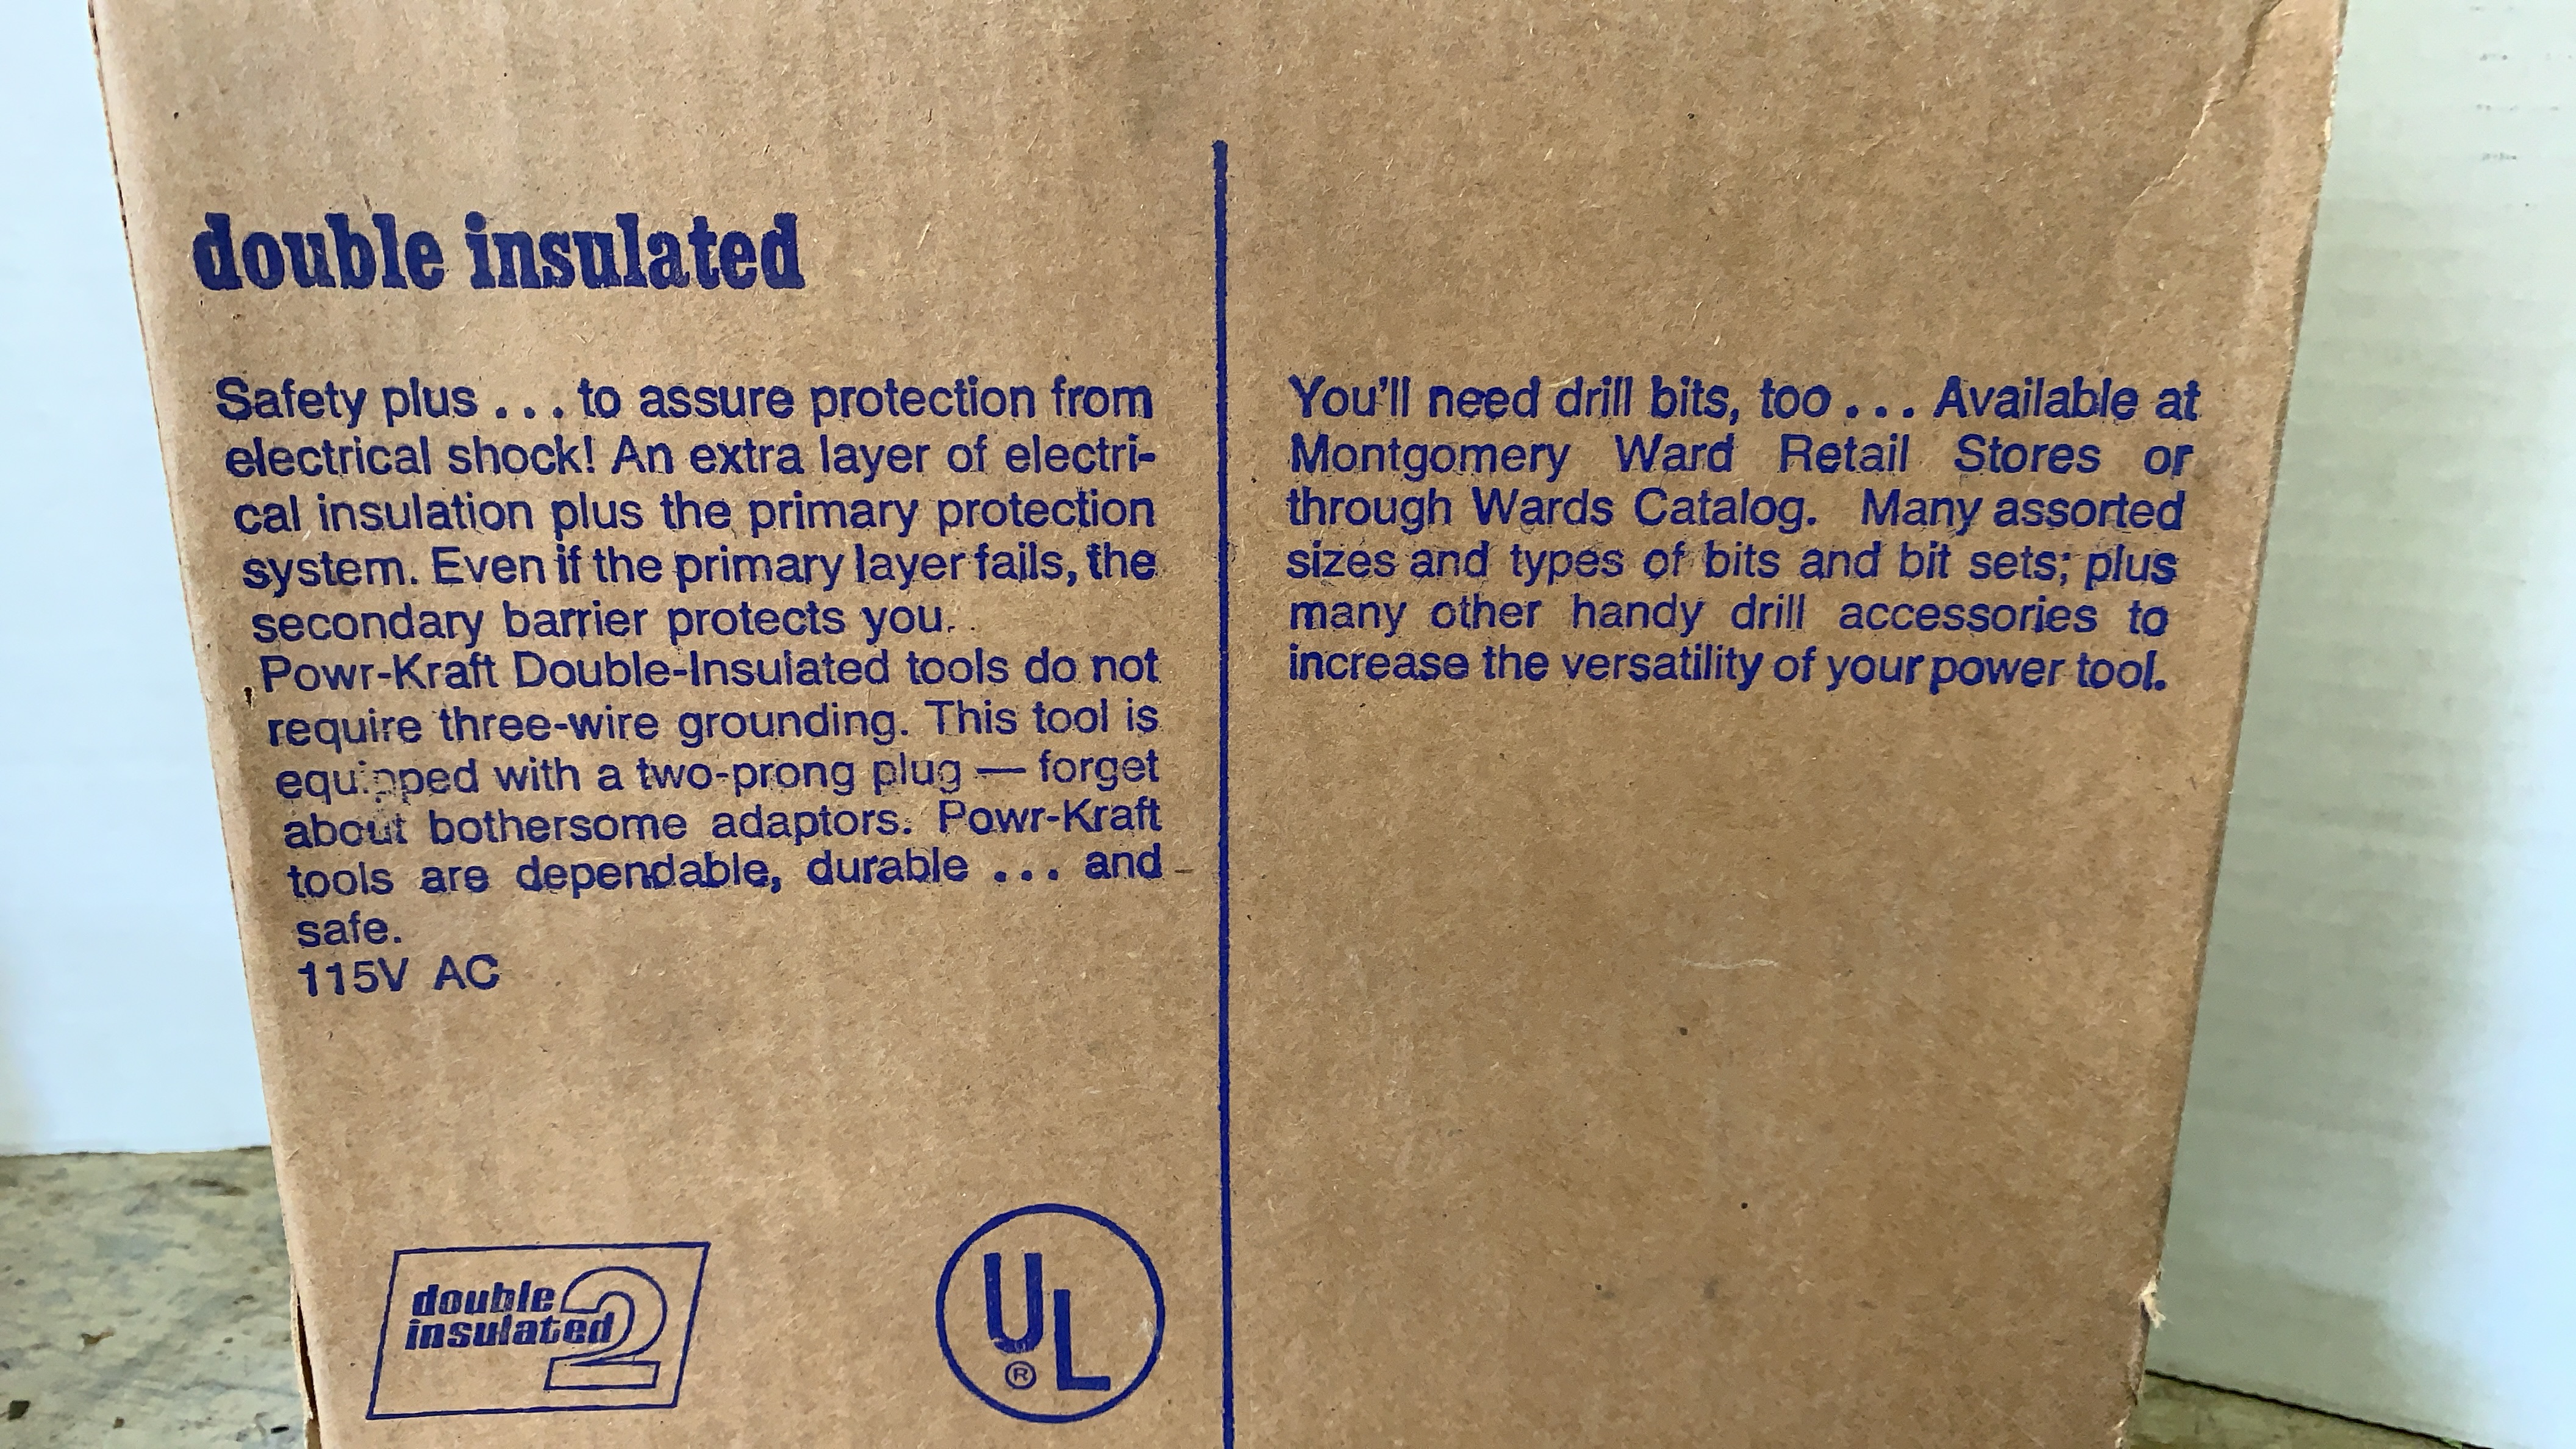 double insulated
Safety plus . . . to assure protection from
electrical shock! An extra layer of electri-
cal insulation plus the primary protection
system. Even if the primary layer fails, the
secondary barrier protects you.
Powr-Kraft Double-Insulated tools do not
require three-wire grounding. This tool is
equipped with a two-prong plug — forget
about bothersome adaptors. Powr-Kraft
tools are dependable, durable . . . and
safe.
115V AC
double
insulated
2
UL
®
You'll need drill bits, too . . . Available at
Montgomery Ward Retail Stores or
through Wards Catalog. Many assorted
sizes and types of bits and bit sets; plus
many other handy drill accessories to
increase the versatility of your power tool.